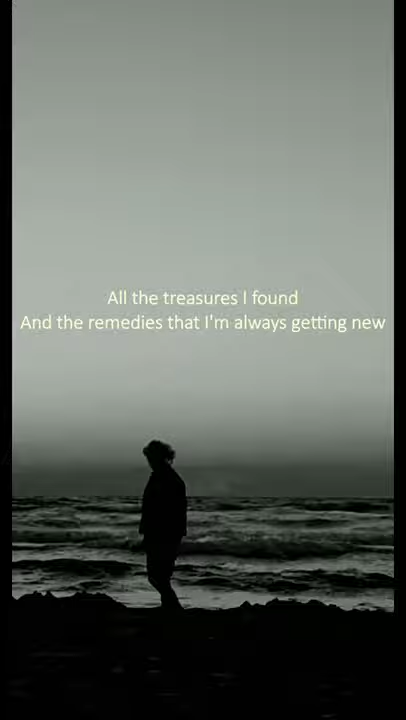 All the treasures I found
And the remedies that I'm always getting new